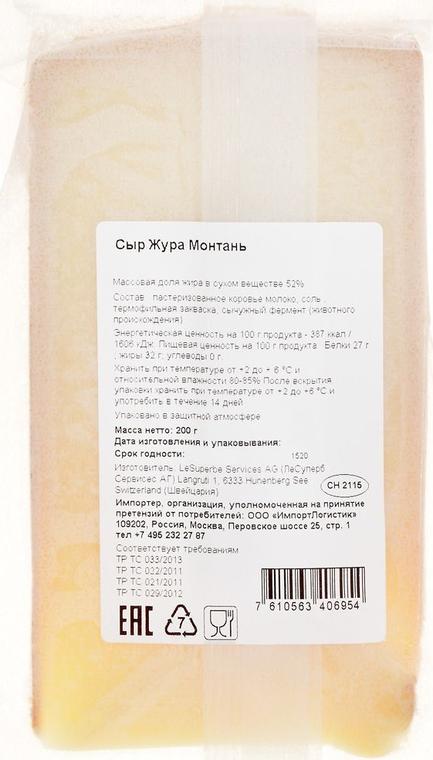 Сыр Жура Монтань
Массовая доля жира в сухом веществе 52%
Состав : пастеризованное коровье молоко, соль ,
термофильная закваска, сычужный фермент (животного
происхождения)
Энергетическая ценность на 100 г продукта - 387 ккал /
1606 кДж. Пищевая ценность на 100 г продукта : Белки 27 г
; жиры 32 г; углеводы 0 г.
Хранить при температуре от +2 до + 6 °С и
относительной влажности 80-85% После вскрытия
упаковки хранить при температуре от +2 до +6 °С и
употребить в течение 14 дней
Упаковано в защитной атмосфере
Масса нетто: 200 г
Дата изготовления и упаковывания:
Срок годности: 1520
Изготовитель: LeSuperbe Services AG (ЛеСуперб
Сервисес АГ) Langruti 1, 6333 Hunenberg See
Switzerland (Швейцария)
CH 2115
Импортер, организация, уполномоченная на принятие
претензий от потребителей: ООО «ИмпортЛогистик»
109202, Россия, Москва, Перовское шоссе 25, стр. 1
тел +7 495 232 27 87
Соответствует требованиям
ТР ТС 033/2013
ТР ТС 022/2011
ТР ТС 021/2011
ТР ТС 029/2012
7 610563 406954
EAC
7